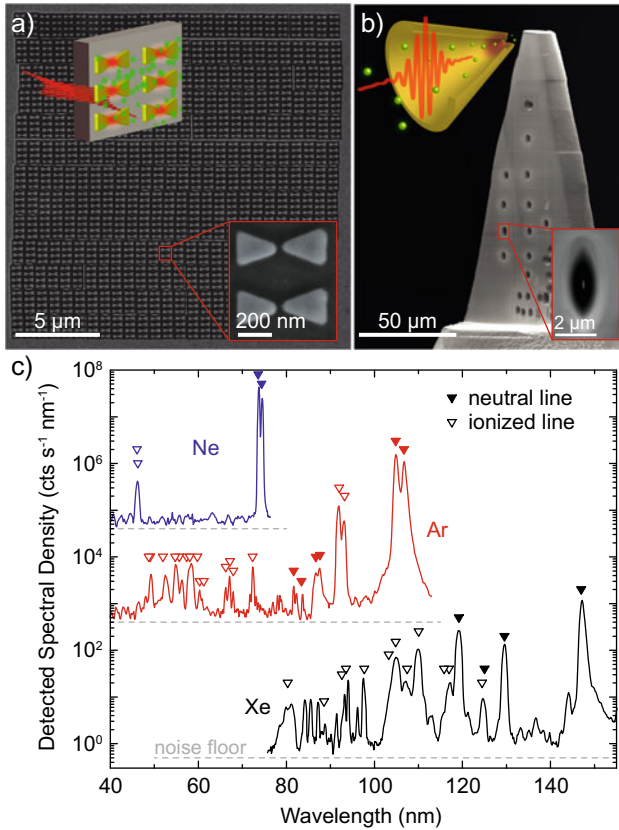 a)
5 μm
200 nm
b)
50 μm
2 μm
c)
Detected Spectral Density (cts s⁻¹ nm⁻¹)
10⁸
10⁶
10⁴
10²
10⁰
neutral line
ionized line
Ne
Ar
Xe
noise floor
40 60 80 100 120 140
Wavelength (nm)